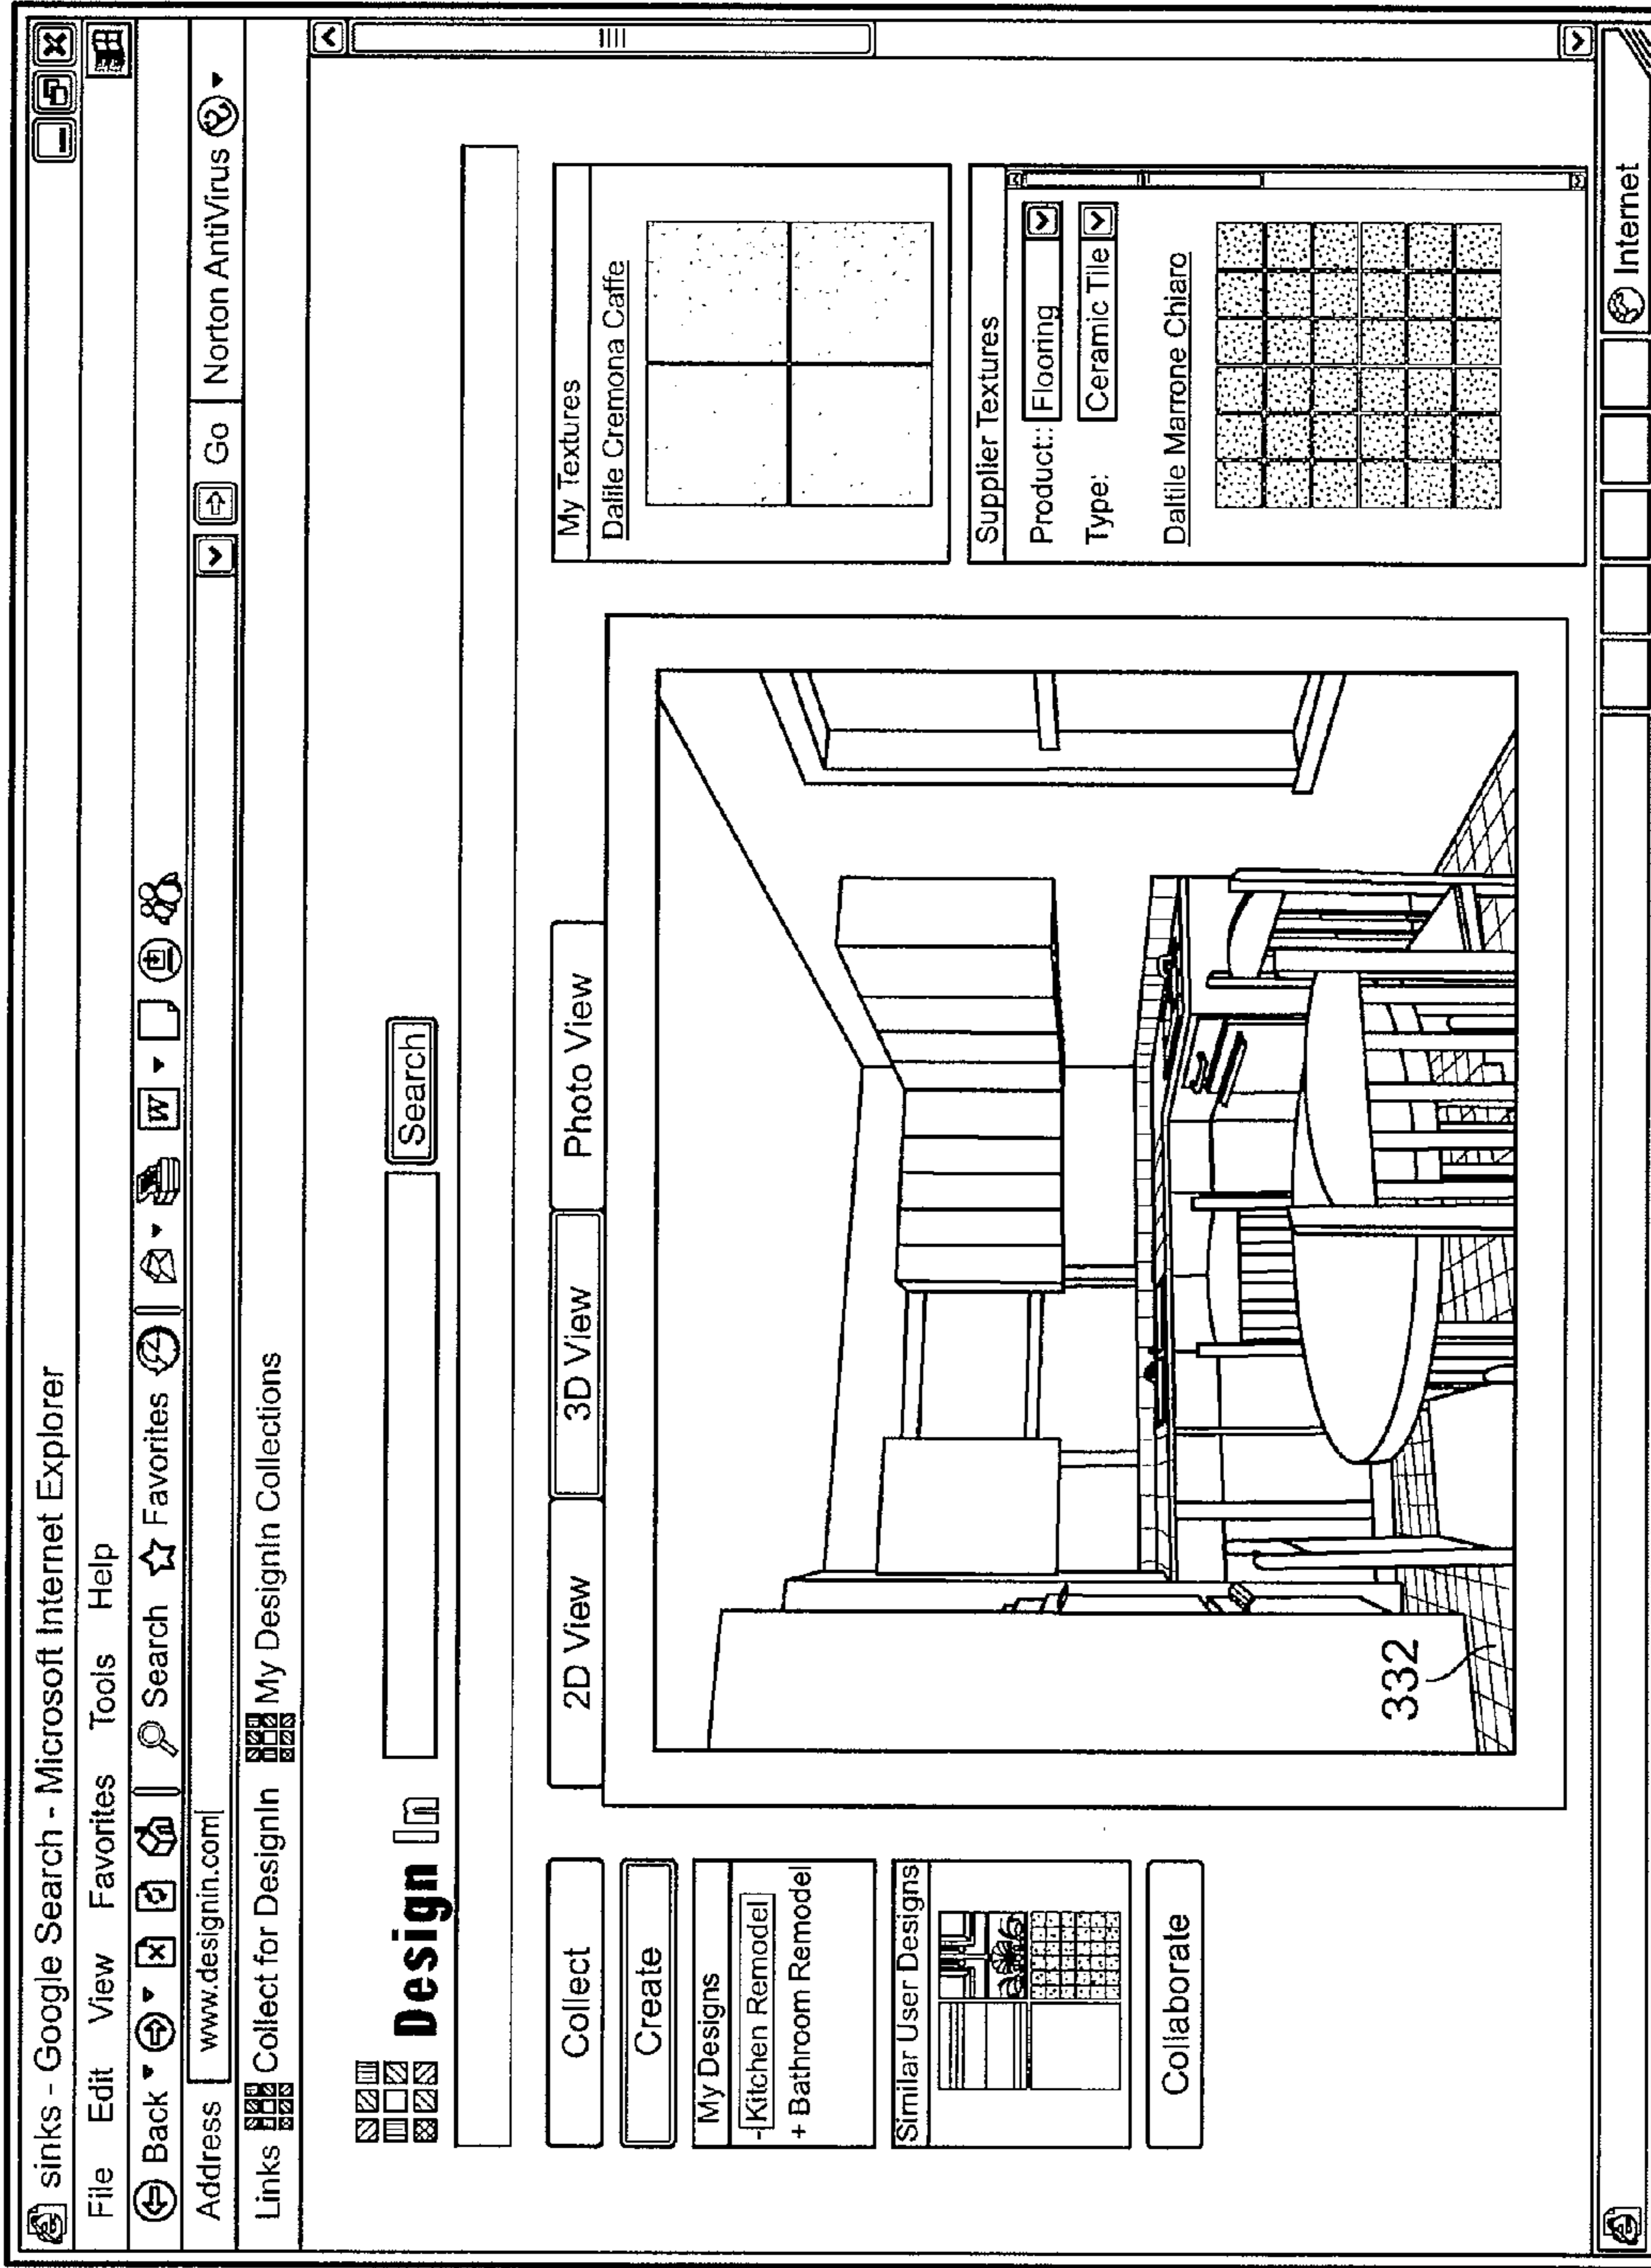 sinks - Google Search - Microsoft Internet Explorer
File Edit View Favorites Tools Help
Back Search Favorites W
Address www.designin.com Go Norton AntiVirus
Links Collect for DesignIn My DesignIn Collections
Design In Search
Collect
Create
My Designs
-Kitchen Remodel
+ Bathroom Remodel
Similar User Designs
Collaborate
2D View 3D View Photo View
332
My Textures
Dalile Cremona Caffe
Supplier Textures
Product:: Flooring
Type: Ceramic Tile
Daltile Marrone Chiaro
Internet